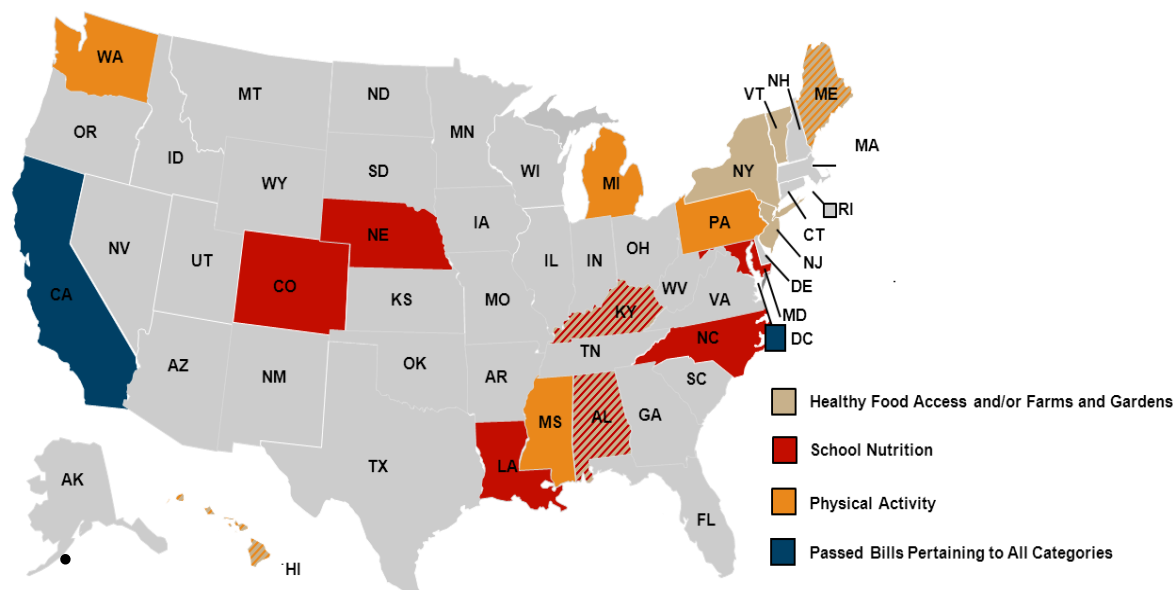 WA
MT
ND
MN
OR
ID
WY
SD
WI
MI
NH
VT
ME
MA
NY
RI
CT
PA
NJ
IA
NE
NV
UT
CO
CA
IL
IN
OH
WV
VA
DE
MD
DC
KS
MO
KY
NC
AZ
NM
OK
AR
TN
SC
MS
AL
GA
LA
TX
FL
AK
HI
Healthy Food Access and/or Farms and Gardens
School Nutrition
Physical Activity
Passed Bills Pertaining to All Categories